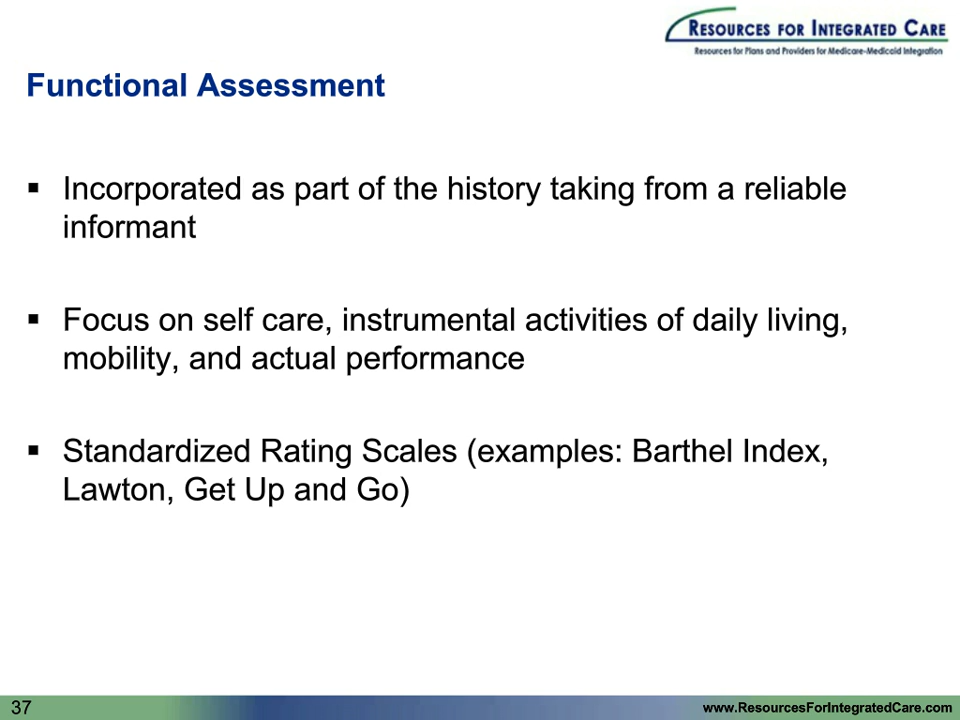 RESOURCES FOR INTEGRATED CARE
Resources for Plans and Providers for Medicare-Medicaid Integration
Functional Assessment
▪ Incorporated as part of the history taking from a reliable
informant
▪ Focus on self care, instrumental activities of daily living,
mobility, and actual performance
▪ Standardized Rating Scales (examples: Barthel Index,
Lawton, Get Up and Go)
37
www.ResourcesForIntegratedCare.com